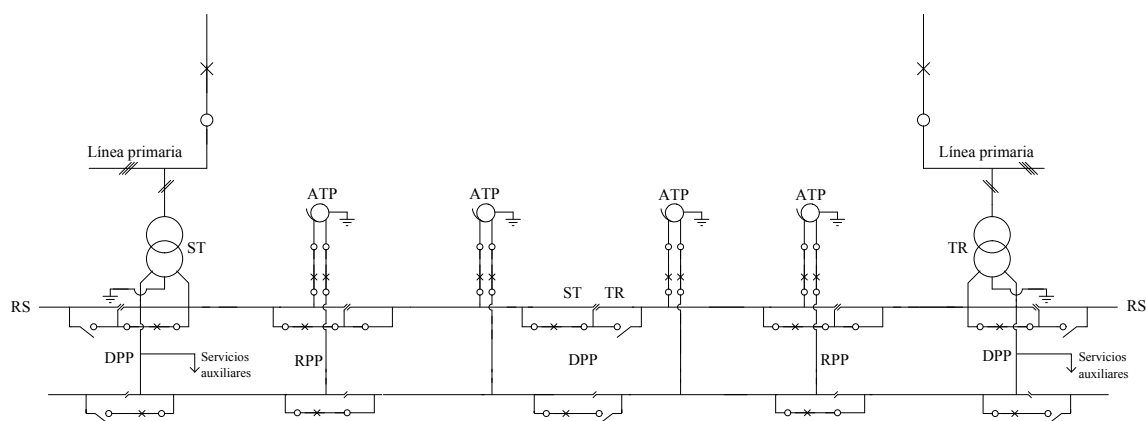 Línea primaria
Línea primaria
ATP
ATP
ATP
ATP
ST
TR
RS
ST
TR
RS
DPP
Servicios
auxiliares
RPP
DPP
RPP
DPP
Servicios
auxiliares